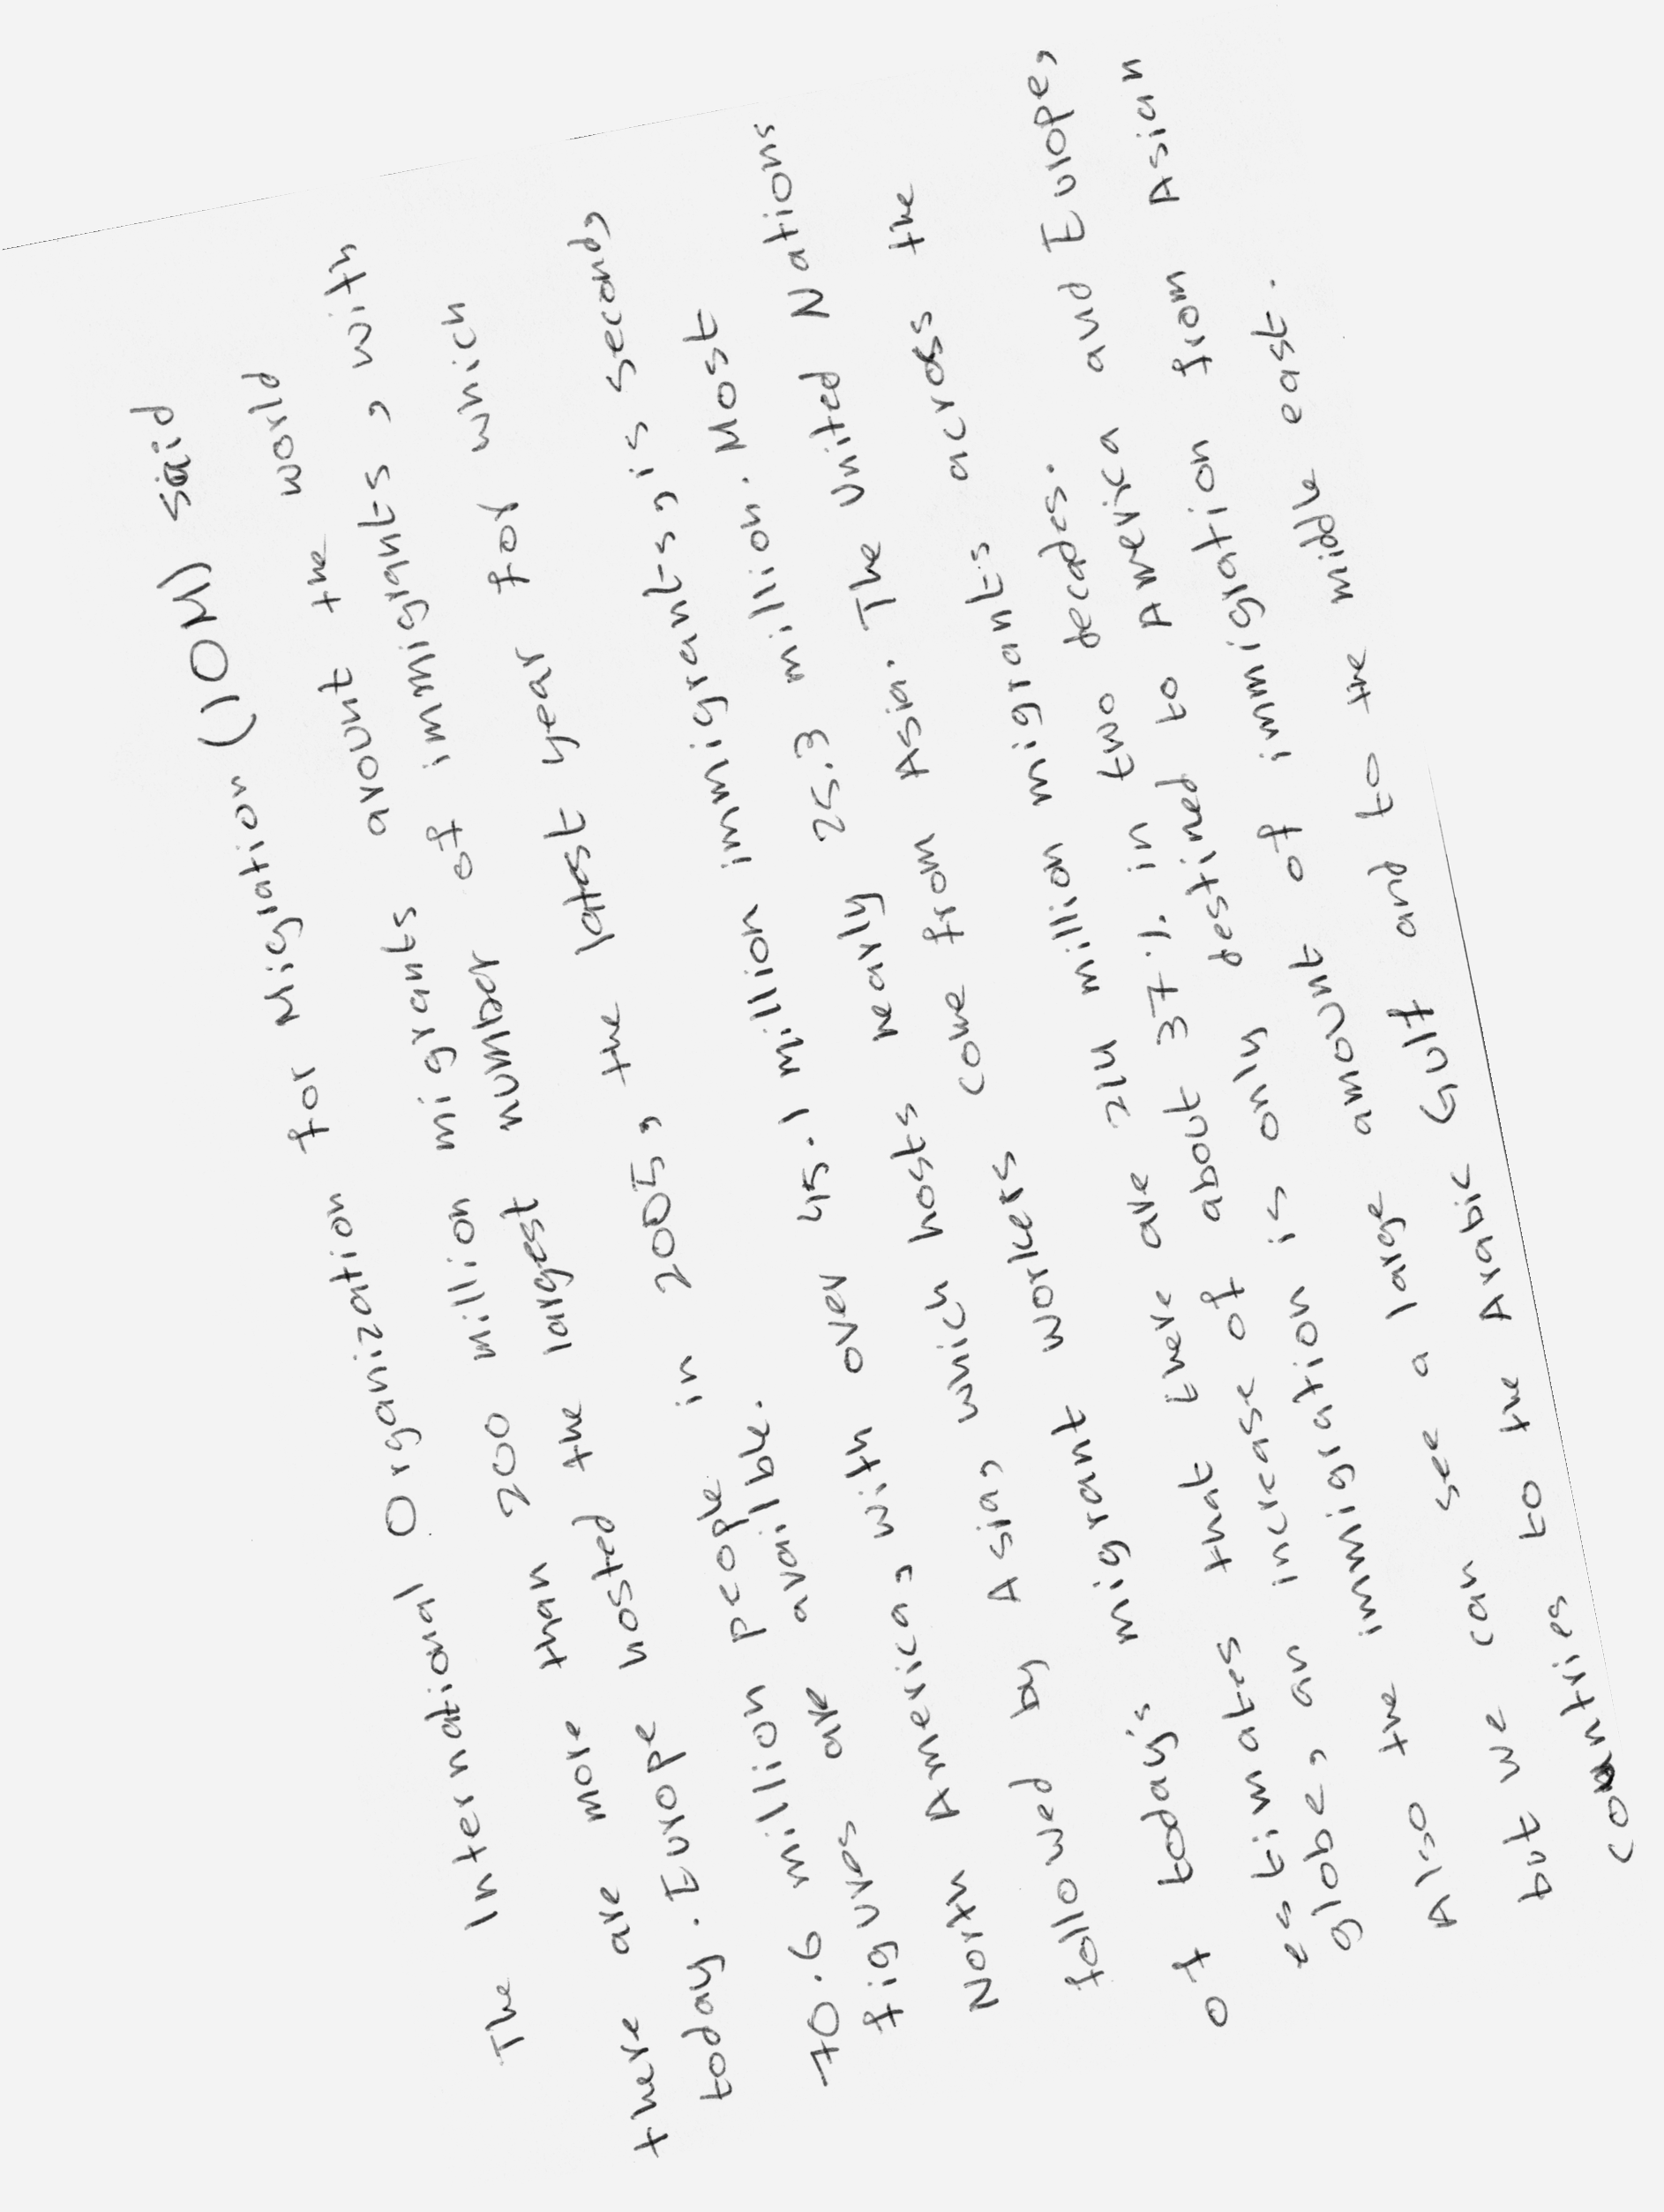 The International Organization for Migration (IOM) said
there are more than 200 million migrants arount the world
today. Europe hosted the largest number of immigrants, with
70.6 million people in 2005, the latest year for which
figures are availble. North America, with over 45.1 million immigrants, is second,
followed by Asia, which hosts nearly 25.3 million. Most
of today's migrant workers come from Asia. The United Nations
estimates that there are 214 million migrants across the
globe, an increase of about 37% in two decades.
Also the immigration is only destined to America and Europe,
but we can see a large amount of immigration from Asian
countries to the Arabic Gulf and to the middle east.